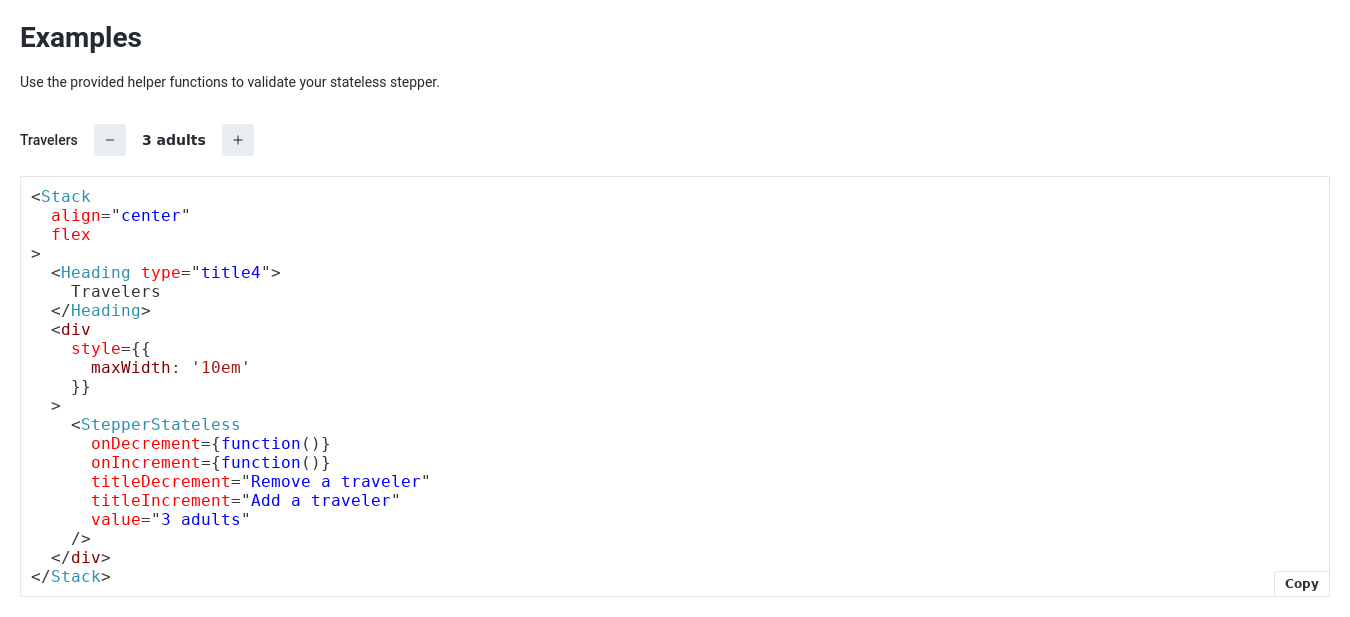 Examples
Use the provided helper functions to validate your stateless stepper.
Travelers − 3 adults +
<Stack
  align="center"
  flex
>
  <Heading type="title4">
    Travelers
  </Heading>
  <div
    style={{
      maxWidth: '10em'
    }}
  >
    <StepperStateless
      onDecrement={function()}
      onIncrement={function()}
      titleDecrement="Remove a traveler"
      titleIncrement="Add a traveler"
      value="3 adults"
    />
  </div>
</Stack>
Copy